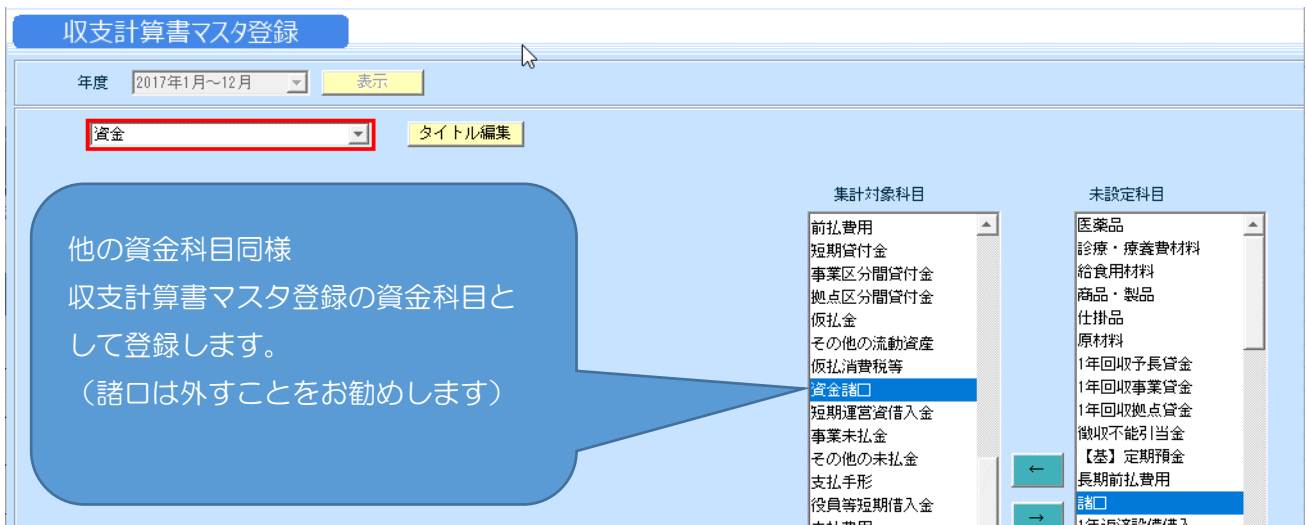 収支計算書マスタ登録
年度 2017年1月～12月 表示
資金 タイトル編集
他の資金科目同様
収支計算書マスタ登録の資金科目と
して登録します。
（諸口は外すことをお勧めします）
集計対象科目
前払費用
短期貸付金
事業区分間貸付金
拠点区分間貸付金
仮払金
その他の流動資産
仮払消費税等
資金諸口
短期運営資借入金
事業未払金
その他の未払金
支払手形
役員等短期借入金
←
→
未設定科目
医薬品
診療・療養費材料
給食用材料
商品・製品
仕掛品
原材料
1年回収予長貸金
1年回収事業貸金
1年回収拠点貸金
徴収不能引当金
【基】定期預金
長期前払費用
諸口
1年返済設備借入